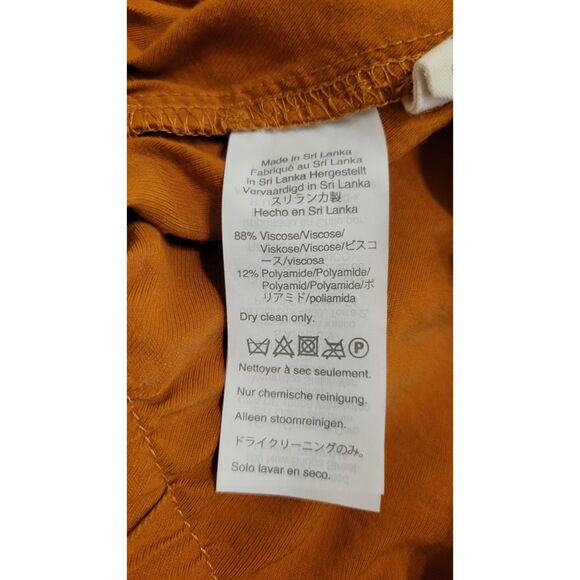 Made in Sri Lanka
Fabriqué au Sri Lanka
in Sri Lanka Hergestellt
Vervaardigd in Sri Lanka
スリランカ製
Hecho en Sri Lanka
88% Viscose/Viscose/
Viskose/Viscose/ビスコ
ース/viscosa
12% Polyamide/Polyamide/
Polyamid/Polyamide/ポ
リアミド/poliamida
Dry clean only.
P
Nettoyer à sec seulement.
Nur chemische reinigung.
Alleen stoomreinigen.
ドライクリーニングのみ。
Solo lavar en seco.